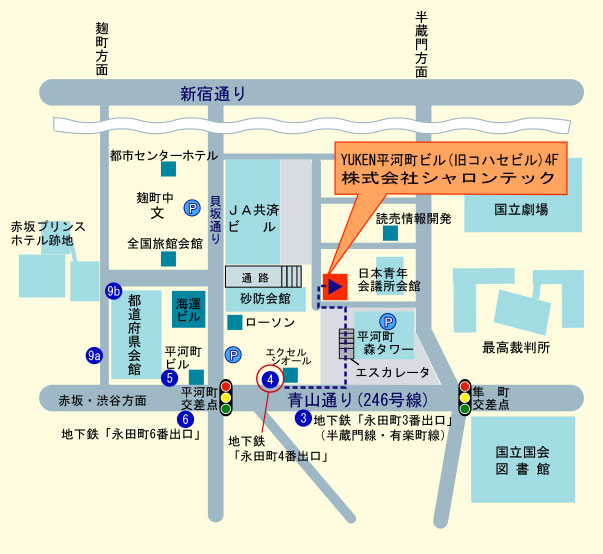 麹町方面
半蔵門方面
新宿通り
YUKEN平河町ビル(旧コハセビル)4F
株式会社シャロンテック
都市センターホテル
麹町中
文
P
貝坂通り
JA共済
ビル
読売情報開発
国立劇場
赤坂プリンス
ホテル跡地
全国旅館会館
通路
日本青年
会議所会館
9b
都道府県会館
海運
ビル
砂防会館
ローソン
P
平河町
森タワー
最高裁判所
9a
平河町
ビル
P
エクセル
シオール
エスカレータ
5
4
赤坂・渋谷方面
平河町
交差点
青山通り(246号線)
隼町
交差点
6
3
地下鉄「永田町3番出口」
(半蔵門線・有楽町線)
地下鉄「永田町6番出口」
地下鉄
「永田町4番出口」
国立国会
図書館